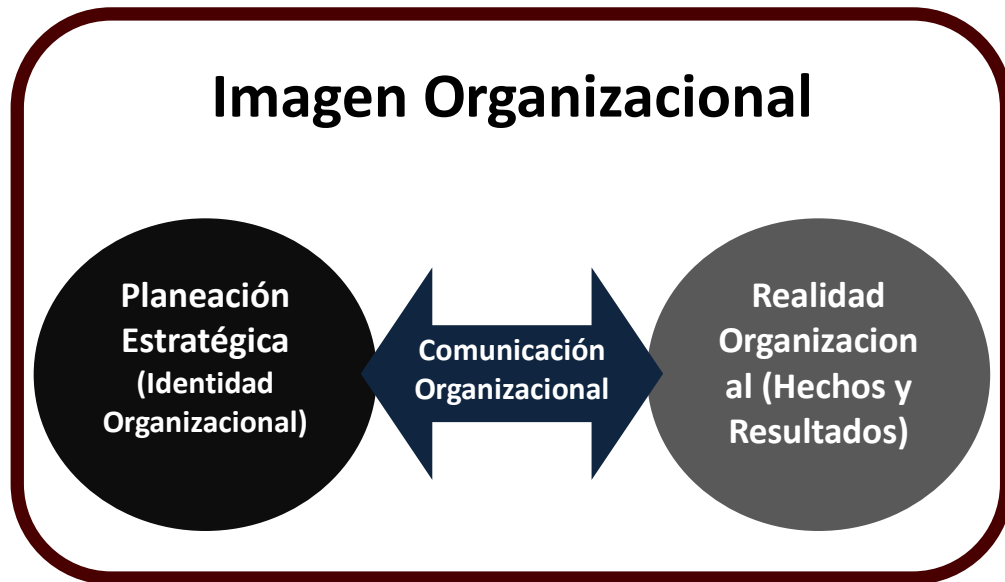 Imagen Organizacional
Planeación
Estratégica
(Identidad
Organizacional)
Comunicación
Organizacional
Realidad
Organizacion
al (Hechos y
Resultados)